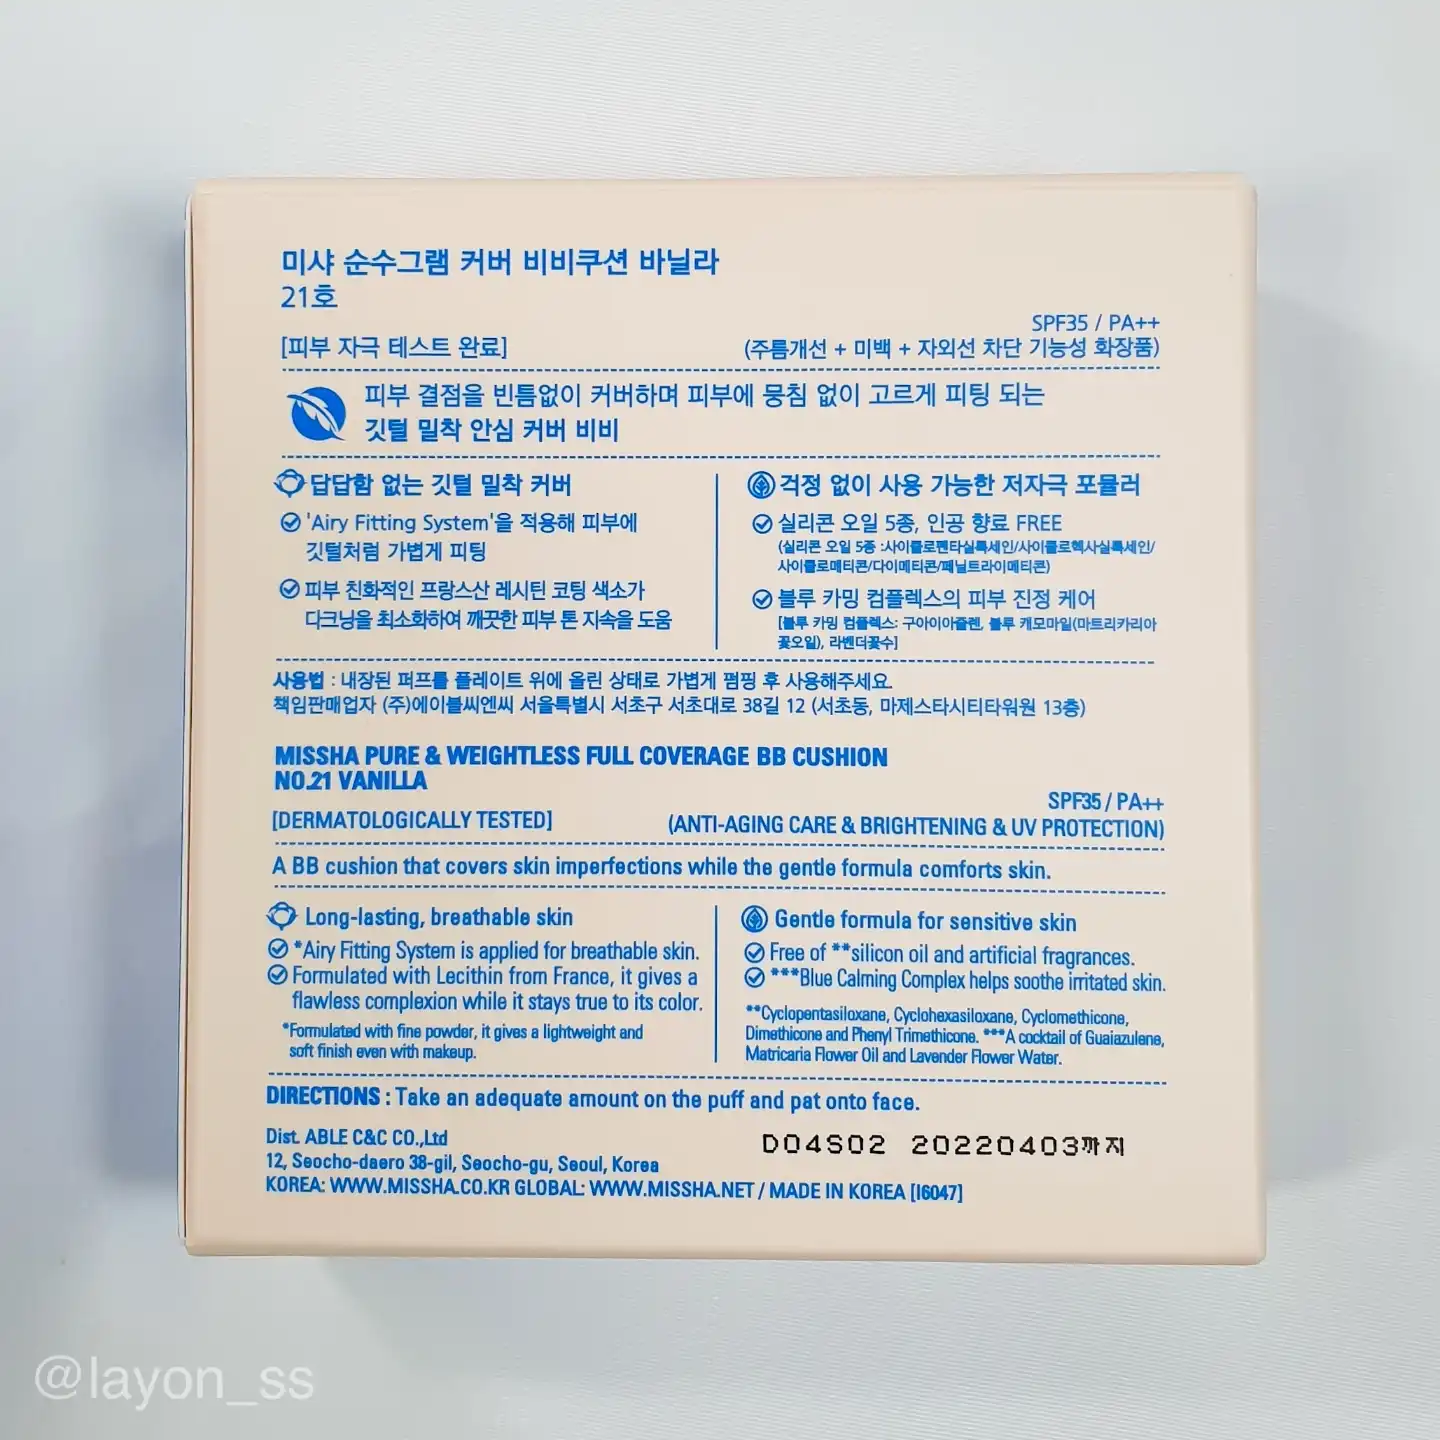 미샤 순수그램 커버 비비쿠션 바닐라
21호
SPF35 / PA++
[피부 자극 테스트 완료]
(주름개선 + 미백 + 자외선 차단 기능성 화장품)
피부 결점을 빈틈없이 커버하며 피부에 뭉침 없이 고르게 피팅 되는
깃털 밀착 안심 커버 비비
답답함 없는 깃털 밀착 커버
'Airy Fitting System'을 적용해 피부에
깃털처럼 가볍게 피팅
피부 친화적인 프랑스산 레시틴 코팅 색소가
다크닝을 최소화하여 깨끗한 피부 톤 지속을 도움
걱정 없이 사용 가능한 저자극 포뮬러
실리콘 오일 5종, 인공 향료 FREE
(실리콘 오일 5종 :사이클로펜타실록세인/사이클로헥사실록세인/
사이클로메티콘/다이메티콘/페닐트라이메티콘)
블루 카밍 컴플렉스의 피부 진정 케어
[블루 카밍 컴플렉스: 구아이아줄렌, 블루 캐모마일(마트리카리아
꽃오일), 라벤더꽃수]
사용법 : 내장된 퍼프를 플레이트 위에 올린 상태로 가볍게 펌핑 후 사용해주세요.
책임판매업자 (주)에이블씨엔씨 서울특별시 서초구 서초대로 38길 12 (서초동, 마제스타시티타워원 13층)
MISSHA PURE & WEIGHTLESS FULL COVERAGE BB CUSHION
NO.21 VANILLA
SPF35 / PA++
[DERMATOLOGICALLY TESTED]
(ANTI-AGING CARE & BRIGHTENING & UV PROTECTION)
A BB cushion that covers skin imperfections while the gentle formula comforts skin.
Long-lasting, breathable skin
*Airy Fitting System is applied for breathable skin.
Formulated with Lecithin from France, it gives a
flawless complexion while it stays true to its color.
*Formulated with fine powder, it gives a lightweight and
soft finish even with makeup.
Gentle formula for sensitive skin
Free of **silicon oil and artificial fragrances.
***Blue Calming Complex helps soothe irritated skin.
**Cyclopentasiloxane, Cyclohexasiloxane, Cyclomethicone,
Dimethicone and Phenyl Trimethicone. ***A cocktail of Guaiazulene,
Matricaria Flower Oil and Lavender Flower Water.
DIRECTIONS : Take an adequate amount on the puff and pat onto face.
Dist. ABLE C&C CO.,Ltd
D04S02 20220403까지
12, Seocho-daero 38-gil, Seocho-gu, Seoul, Korea
KOREA: WWW.MISSHA.CO.KR GLOBAL: WWW.MISSHA.NET / MADE IN KOREA [I6047]
@layon_ss